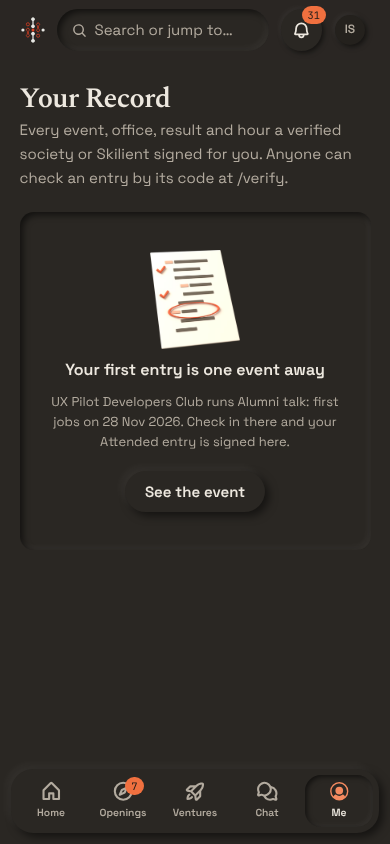 Search or jump to...
31
IS
Your Record
Every event, office, result and hour a verified
society or Skilient signed for you. Anyone can
check an entry by its code at /verify.
Your first entry is one event away
UX Pilot Developers Club runs Alumni talk: first
jobs on 28 Nov 2026. Check in there and your
Attended entry is signed here.
See the event
7
Home
Openings
Ventures
Chat
Me